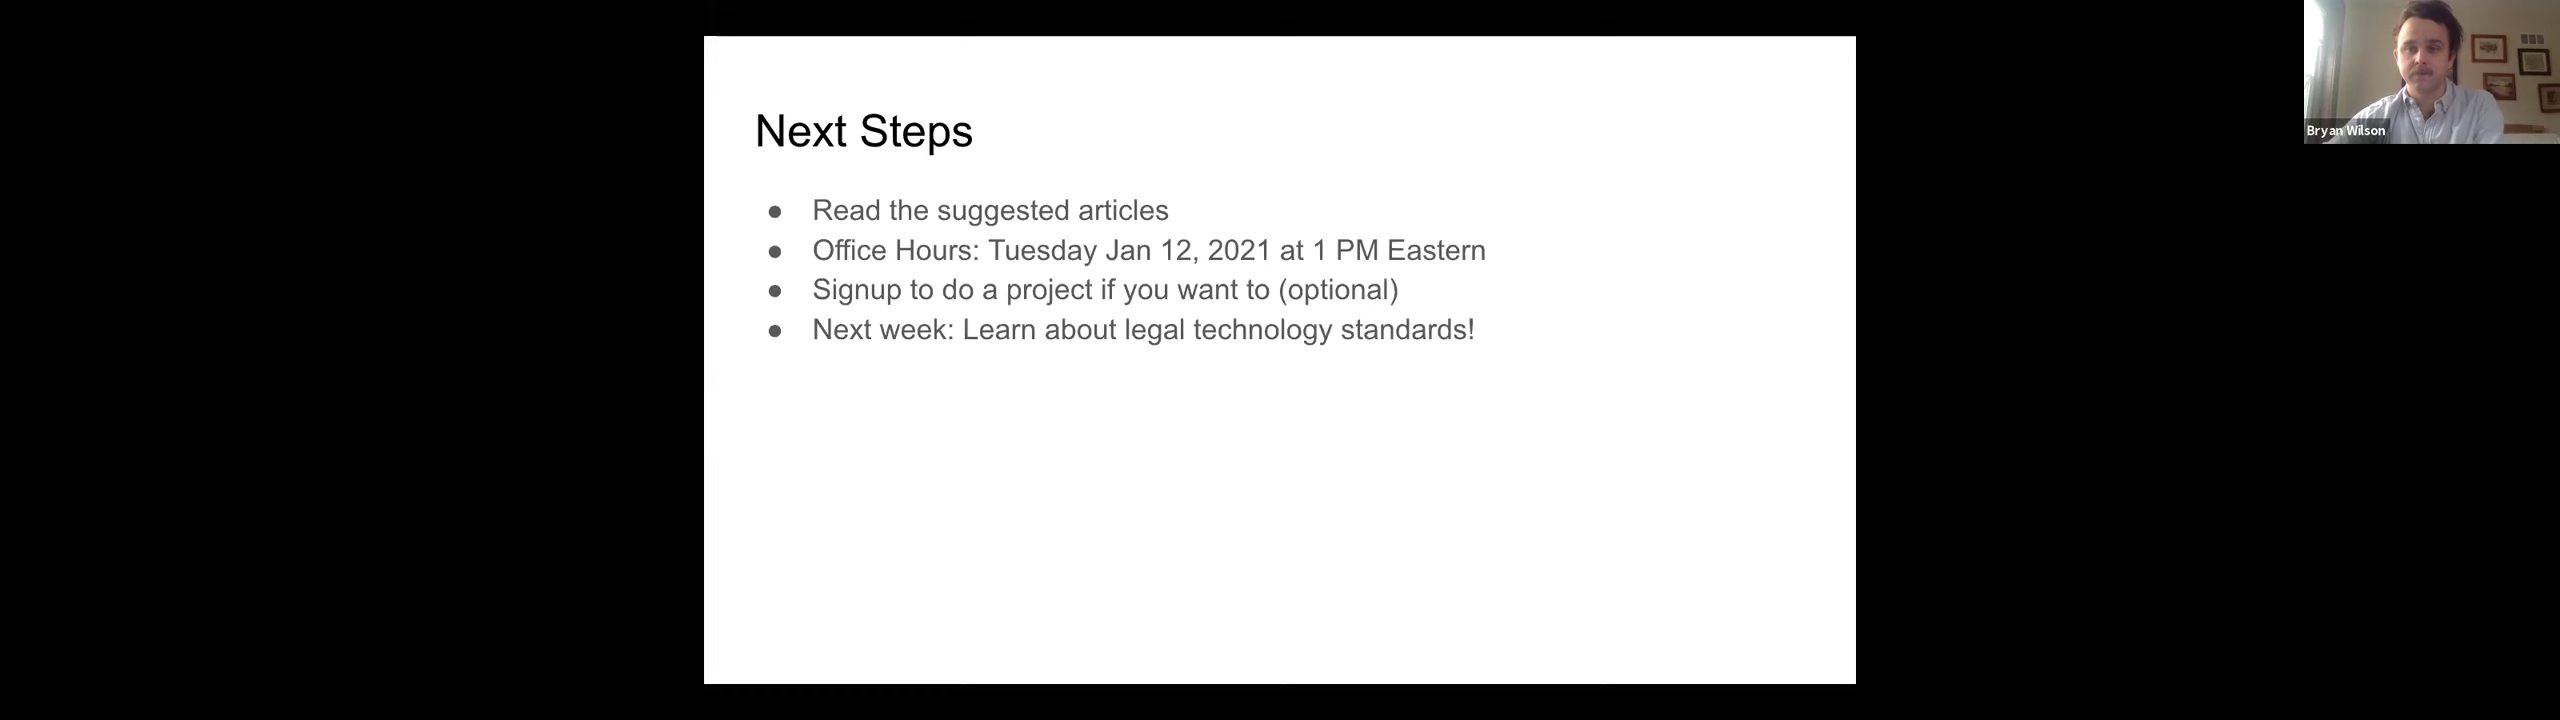 Next Steps
● Read the suggested articles
● Office Hours: Tuesday Jan 12, 2021 at 1 PM Eastern
● Signup to do a project if you want to (optional)
● Next week: Learn about legal technology standards!
Bryan Wilson